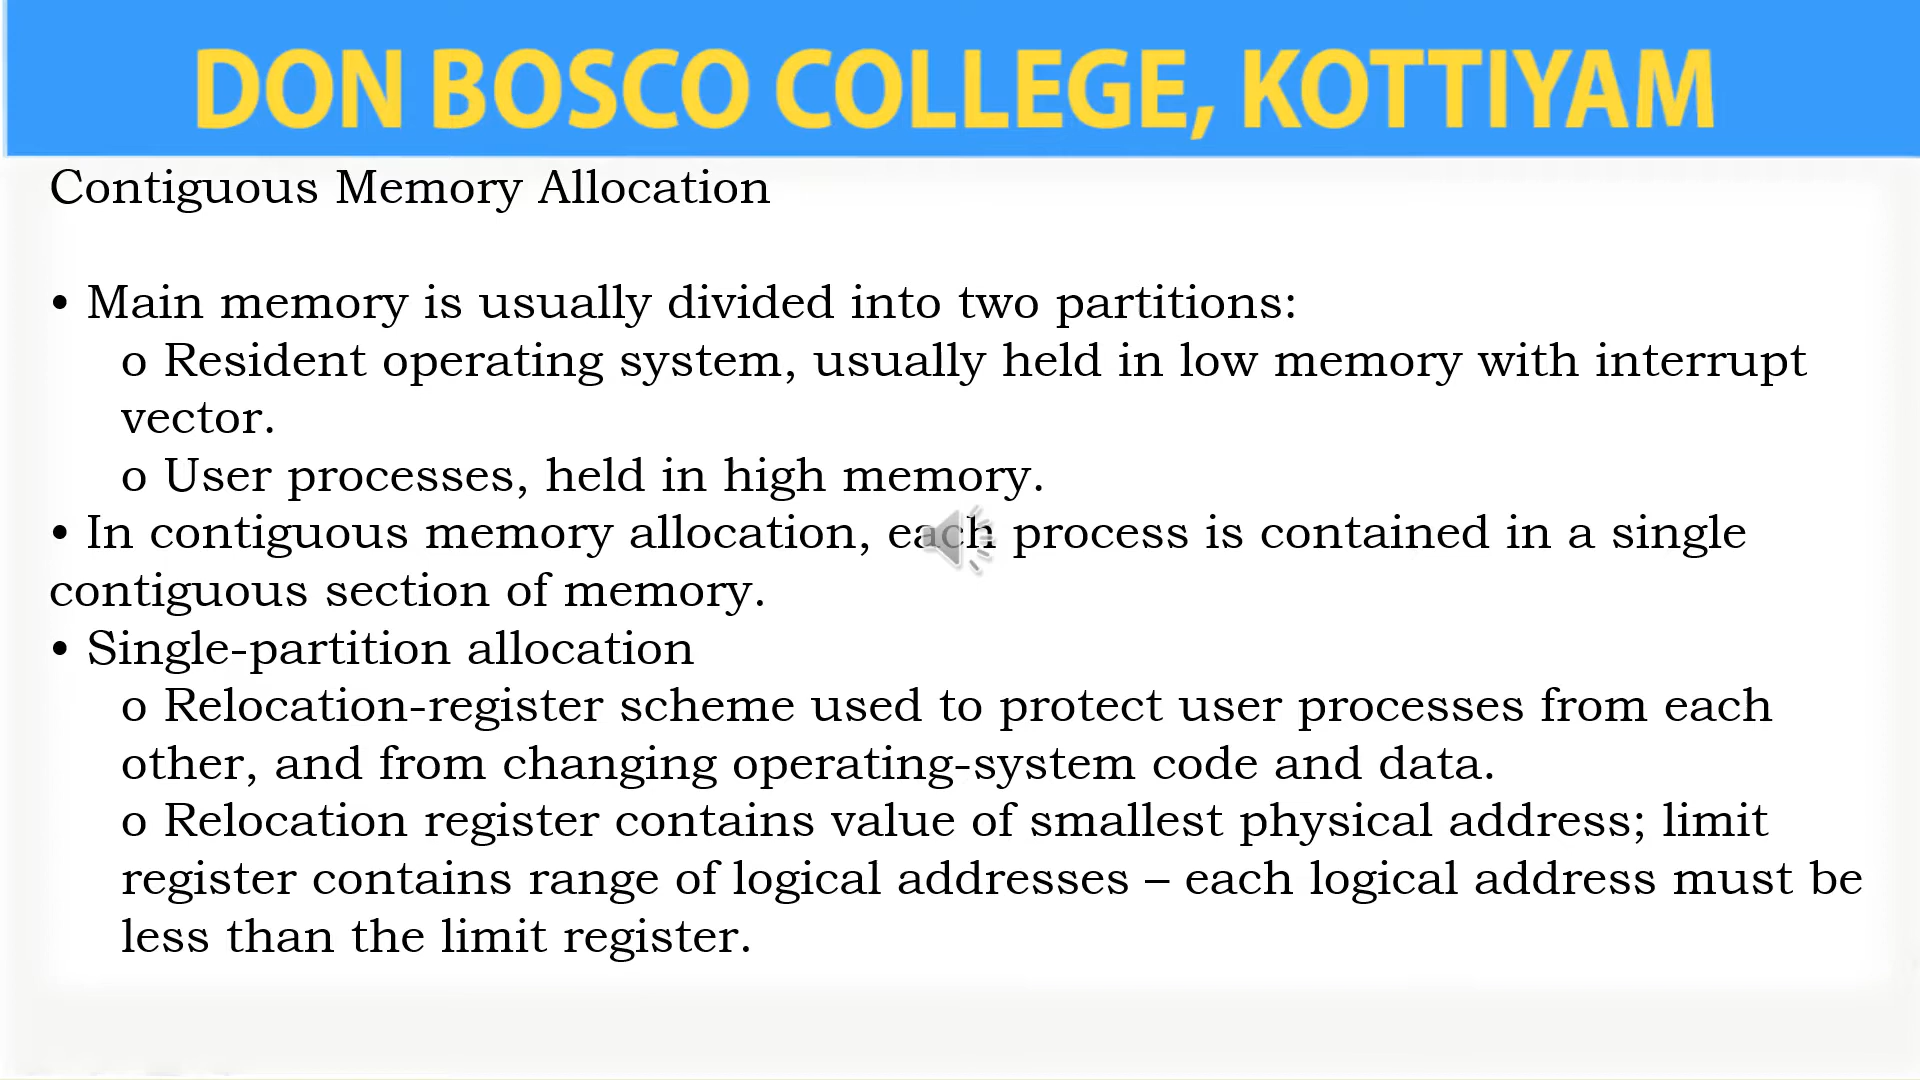 DON BOSCO COLLEGE, KOTTIYAM
Contiguous Memory Allocation
• Main memory is usually divided into two partitions:
o Resident operating system, usually held in low memory with interrupt
vector.
o User processes, held in high memory.
• In contiguous memory allocation, each process is contained in a single
contiguous section of memory.
• Single-partition allocation
o Relocation-register scheme used to protect user processes from each
other, and from changing operating-system code and data.
o Relocation register contains value of smallest physical address; limit
register contains range of logical addresses – each logical address must be
less than the limit register.